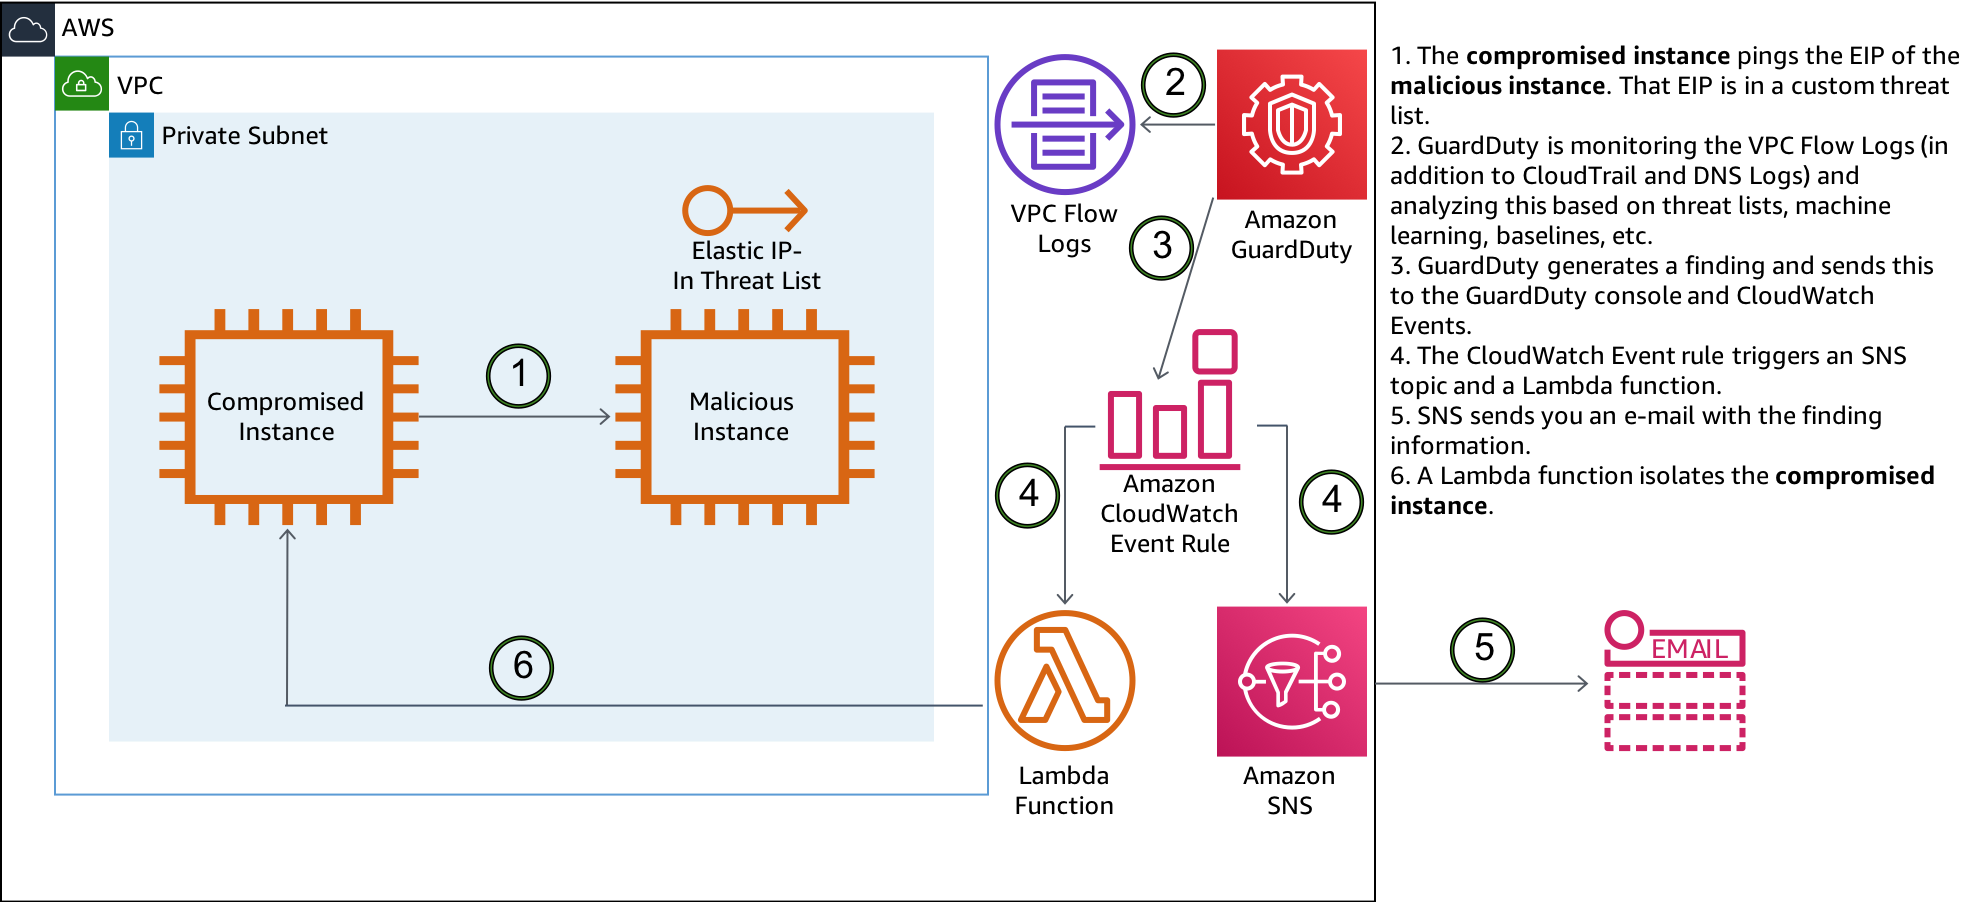 AWS
VPC
Private Subnet
Elastic IP-
In Threat List
Compromised
Instance
1
Malicious
Instance
6
2
VPC Flow
Logs
Amazon
GuardDuty
3
Amazon
CloudWatch
Event Rule
4
4
Lambda
Function
Amazon
SNS
5
EMAIL
1. The compromised instance pings the EIP of the
malicious instance. That EIP is in a custom threat
list.
2. GuardDuty is monitoring the VPC Flow Logs (in
addition to CloudTrail and DNS Logs) and
analyzing this based on threat lists, machine
learning, baselines, etc.
3. GuardDuty generates a finding and sends this
to the GuardDuty console and CloudWatch
Events.
4. The CloudWatch Event rule triggers an SNS
topic and a Lambda function.
5. SNS sends you an e-mail with the finding
information.
6. A Lambda function isolates the compromised
instance.